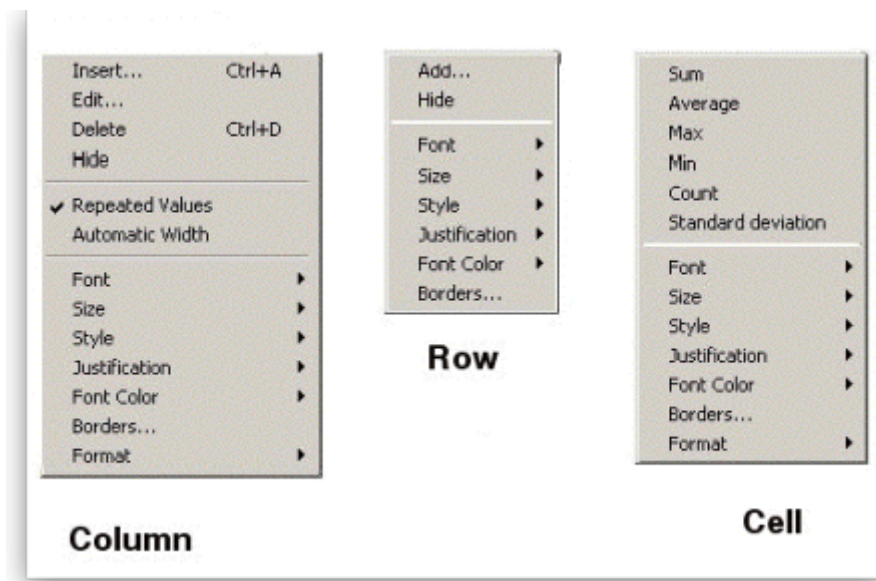 Insert... Ctrl+A
Edit...
Delete Ctrl+D
Hide
Repeated Values
Automatic Width
Font
Size
Style
Justification
Font Color
Borders...
Format
Column
Add...
Hide
Font
Size
Style
Justification
Font Color
Borders...
Row
Sum
Average
Max
Min
Count
Standard deviation
Font
Size
Style
Justification
Font Color
Borders...
Format
Cell